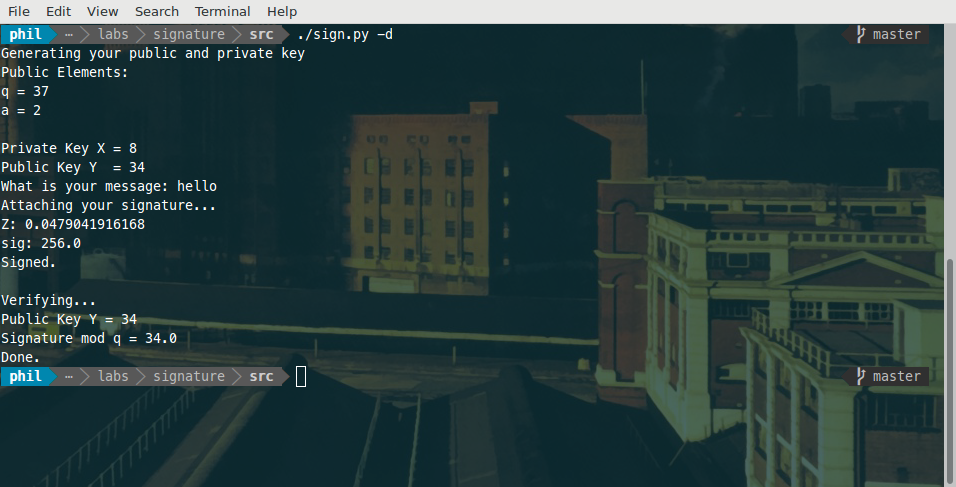 File Edit View Search Terminal Help
phil ⋯ labs signature src ./sign.py -d master
Generating your public and private key
Public Elements:
q = 37
a = 2
Private Key X = 8
Public Key Y  = 34
What is your message: hello
Attaching your signature...
Z: 0.0479041916168
sig: 256.0
Signed.
Verifying...
Public Key Y = 34
Signature mod q = 34.0
Done.
phil ⋯ labs signature src master